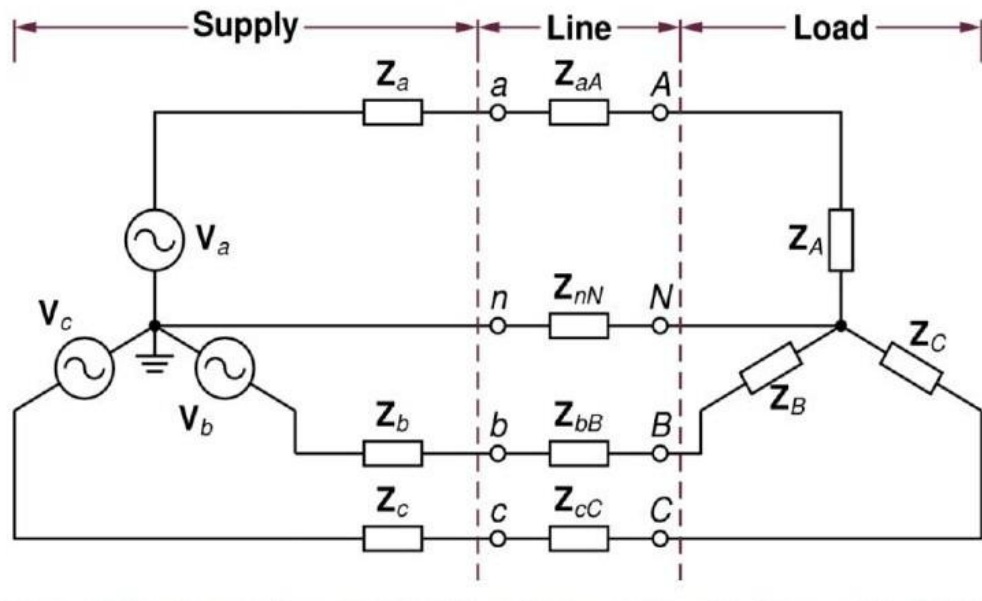 Supply Line Load
Z_a a Z_aA A
V_a Z_A
n Z_nN N
V_c Z_C
V_b Z_B
Z_b b Z_bB B
Z_c c Z_cC C